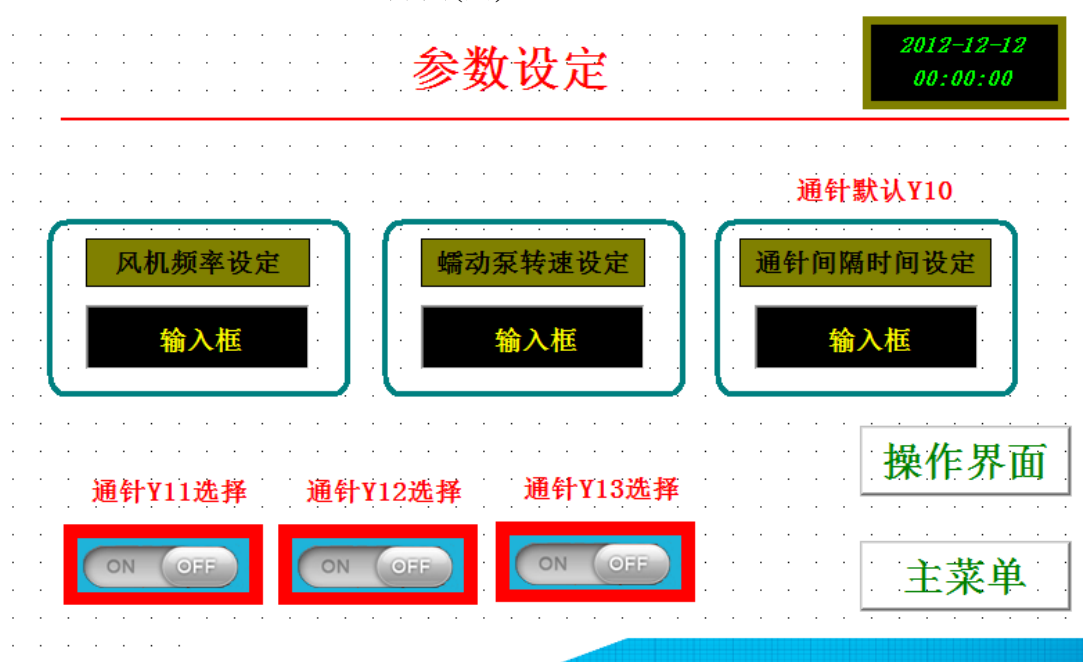 参数设定
2012-12-12
00:00:00
通针默认Y10
风机频率设定
蠕动泵转速设定
通针间隔时间设定
输入框
输入框
输入框
操作界面
通针Y11选择
通针Y12选择
通针Y13选择
ON OFF
ON OFF
ON OFF
主菜单